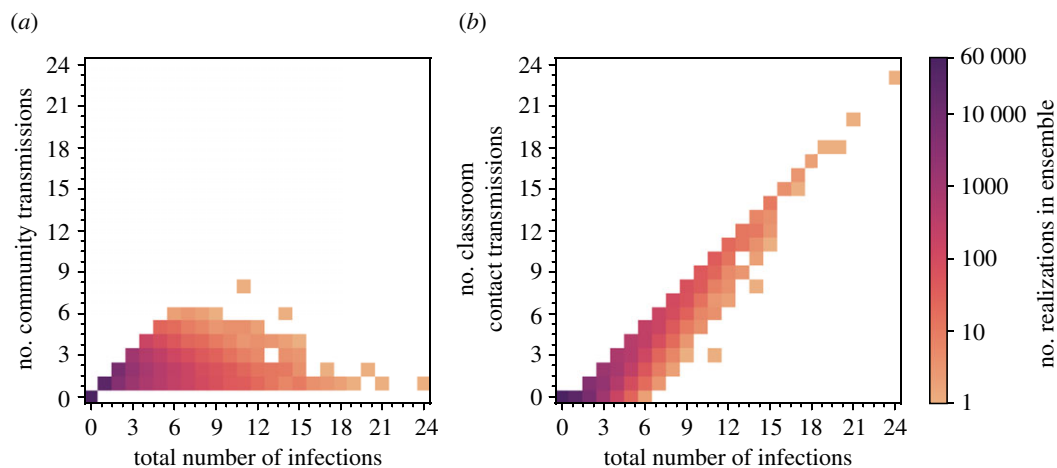 (a)
no. community transmissions
24
21
18
15
12
9
6
3
0
0 3 6 9 12 15 18 21 24
total number of infections
(b)
no. classroom
contact transmissions
24
21
18
15
12
9
6
3
0
0 3 6 9 12 15 18 21 24
total number of infections
60 000
10 000
1000
100
10
1
no. realizations in ensemble